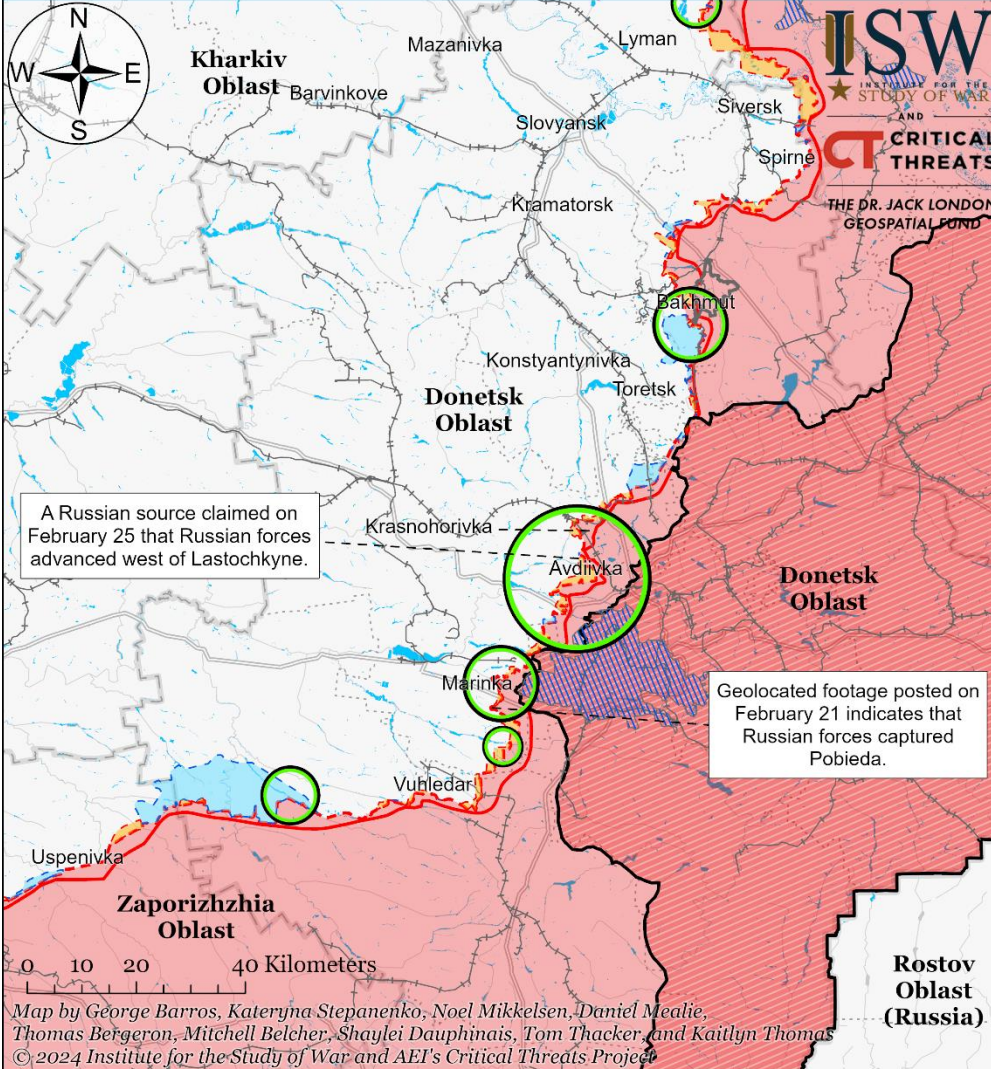 N
W
E
S
Kharkiv
Oblast
Mazanivka
Lyman
ISW
INSTITUTE FOR THE
STUDY OF WAR
AND
CT CRITICAL
THREATS
THE DR. JACK LONDON
GEOSPATIAL FUND
Barvinkove
Siversk
Slovyansk
Spirne
Kramatorsk
Bakhmut
Konstyantynivka
Toretsk
Donetsk
Oblast
A Russian source claimed on
February 25 that Russian forces
advanced west of Lastochkyne.
Krasnohorivka
Avdiivka
Donetsk
Oblast
Marinka
Geolocated footage posted on
February 21 indicates that
Russian forces captured
Pobieda.
Vuhledar
Uspenivka
Zaporizhzhia
Oblast
0 10 20 40 Kilometers
Rostov
Oblast
(Russia)
Map by George Barros, Kateryna Stepanenko, Noel Mikkelsen, Daniel Mealie,
Thomas Bergeron, Mitchell Belcher, Shaylei Dauphinais, Tom Thacker, and Kaitlyn Thomas
© 2024 Institute for the Study of War and AEI's Critical Threats Project